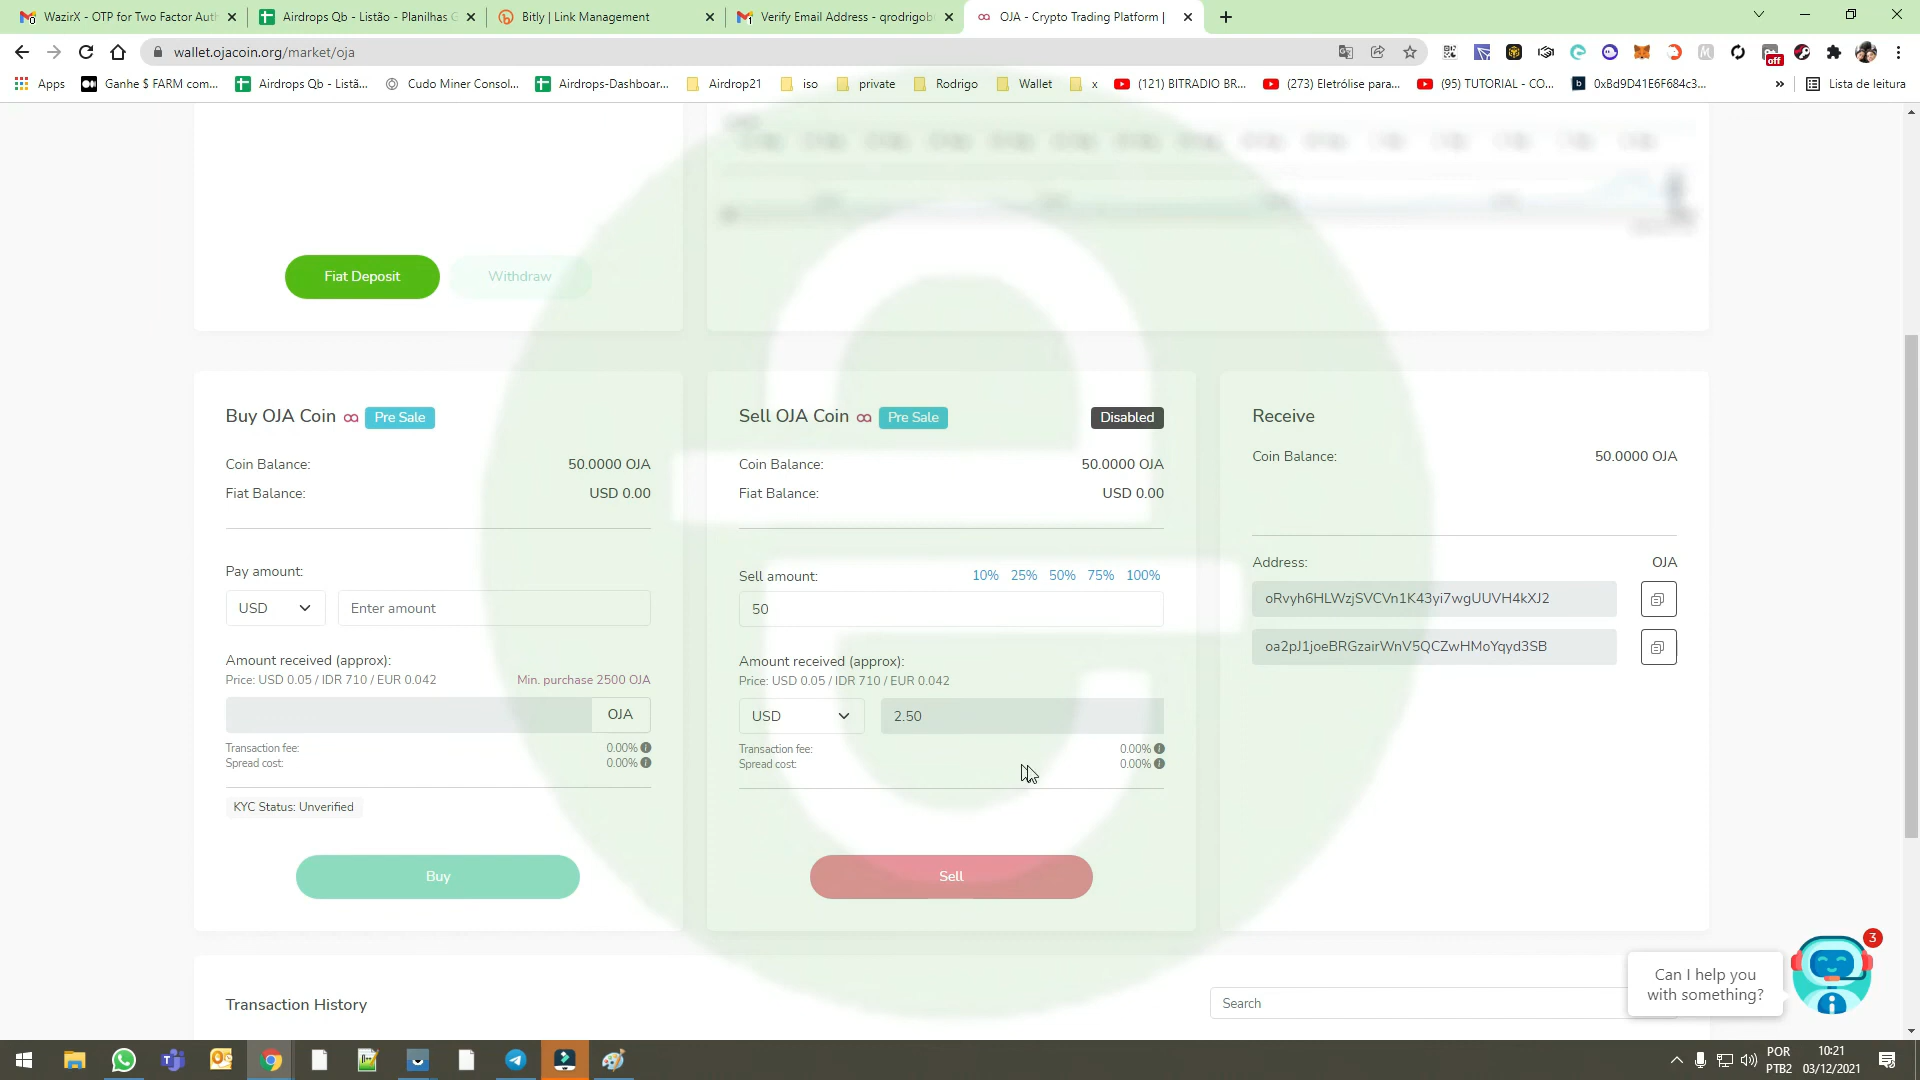 WazirX - OTP for Two Factor Auth
Airdrops Qb - Listão - Planilhas G
Bitly | Link Management
Verify Email Address - qrodrigobi
OJA - Crypto Trading Platform |
wallet.ojacoin.org/market/oja
Apps
Ganhe $ FARM com...
Airdrops Qb - Listã...
Cudo Miner Consol...
Airdrops-Dashboar...
Airdrop21
iso
private
Rodrigo
Wallet
x
(121) BITRADIO BR...
(273) Eletrólise para...
(95) TUTORIAL - CO...
0xBd9D41E6F684c3...
»
Lista de leitura
off
Fiat Deposit
Withdraw
Buy OJA Coin
Pre Sale
Coin Balance:
50.0000 OJA
Fiat Balance:
USD 0.00
Pay amount:
USD
Enter amount
Amount received (approx):
Price: USD 0.05 / IDR 710 / EUR 0.042
Min. purchase 2500 OJA
OJA
Transaction fee:
0.00%
Spread cost:
0.00%
KYC Status: Unverified
Buy
Sell OJA Coin
Pre Sale
Disabled
Coin Balance:
50.0000 OJA
Fiat Balance:
USD 0.00
Sell amount:
10% 25% 50% 75% 100%
50
Amount received (approx):
Price: USD 0.05 / IDR 710 / EUR 0.042
USD
2.50
Transaction fee:
0.00%
Spread cost:
0.00%
Sell
Receive
Coin Balance:
50.0000 OJA
Address:
OJA
oRvyh6HLWzjSVCVn1K43yi7wgUUVH4kXJ2
oa2pJ1joeBRGzairWnV5QCZwHMoYqyd3SB
Transaction History
Search
Can I help you
with something?
3
POR
PTB2
10:21
03/12/2021